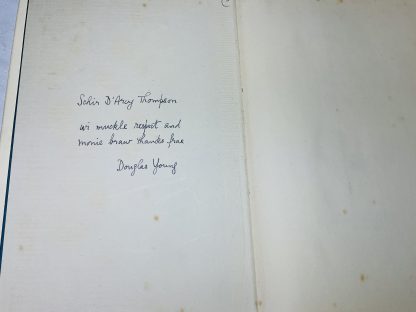 Schir D'Arcy Thompson
wi muckle respect and
monie braw thanks frae
Douglas Young